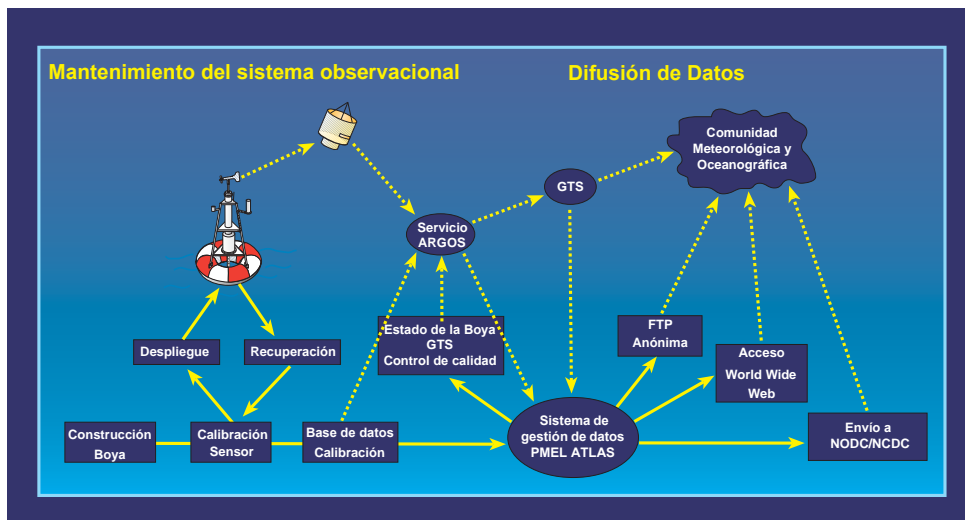 Mantenimiento del sistema observacional
Difusión de Datos
Comunidad
Meteorológica y
Oceanográfica
GTS
Servicio
ARGOS
Estado de la Boya
GTS
Control de calidad
FTP
Anónima
Despliegue
Recuperación
Acceso
World Wide
Web
Construcción
Boya
Calibración
Sensor
Base de datos
Calibración
Sistema de
gestión de datos
PMEL ATLAS
Envio a
NODC/NCDC